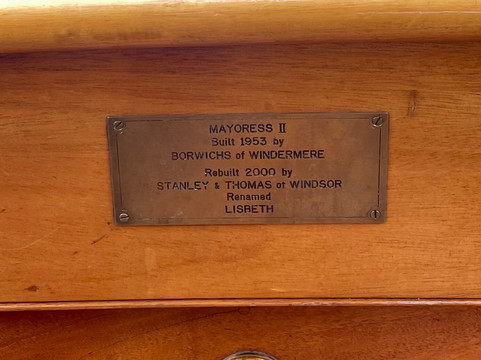 MAYORESS II
Built 1953 by
BORWICHS of WINDERMERE
Rebuilt 2000 by
STANLEY & THOMAS of WINDSOR
Renamed
LISBETH